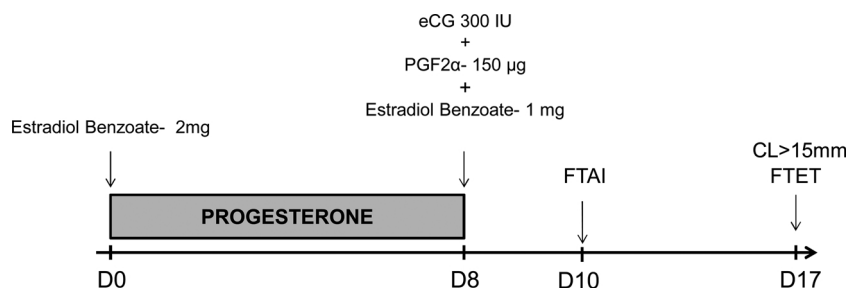 eCG 300 IU
+
PGF2α- 150 µg
+
Estradiol Benzoate- 1 mg
Estradiol Benzoate- 2mg
CL>15mm
FTAI
FTET
PROGESTERONE
D0
D8
D10
D17